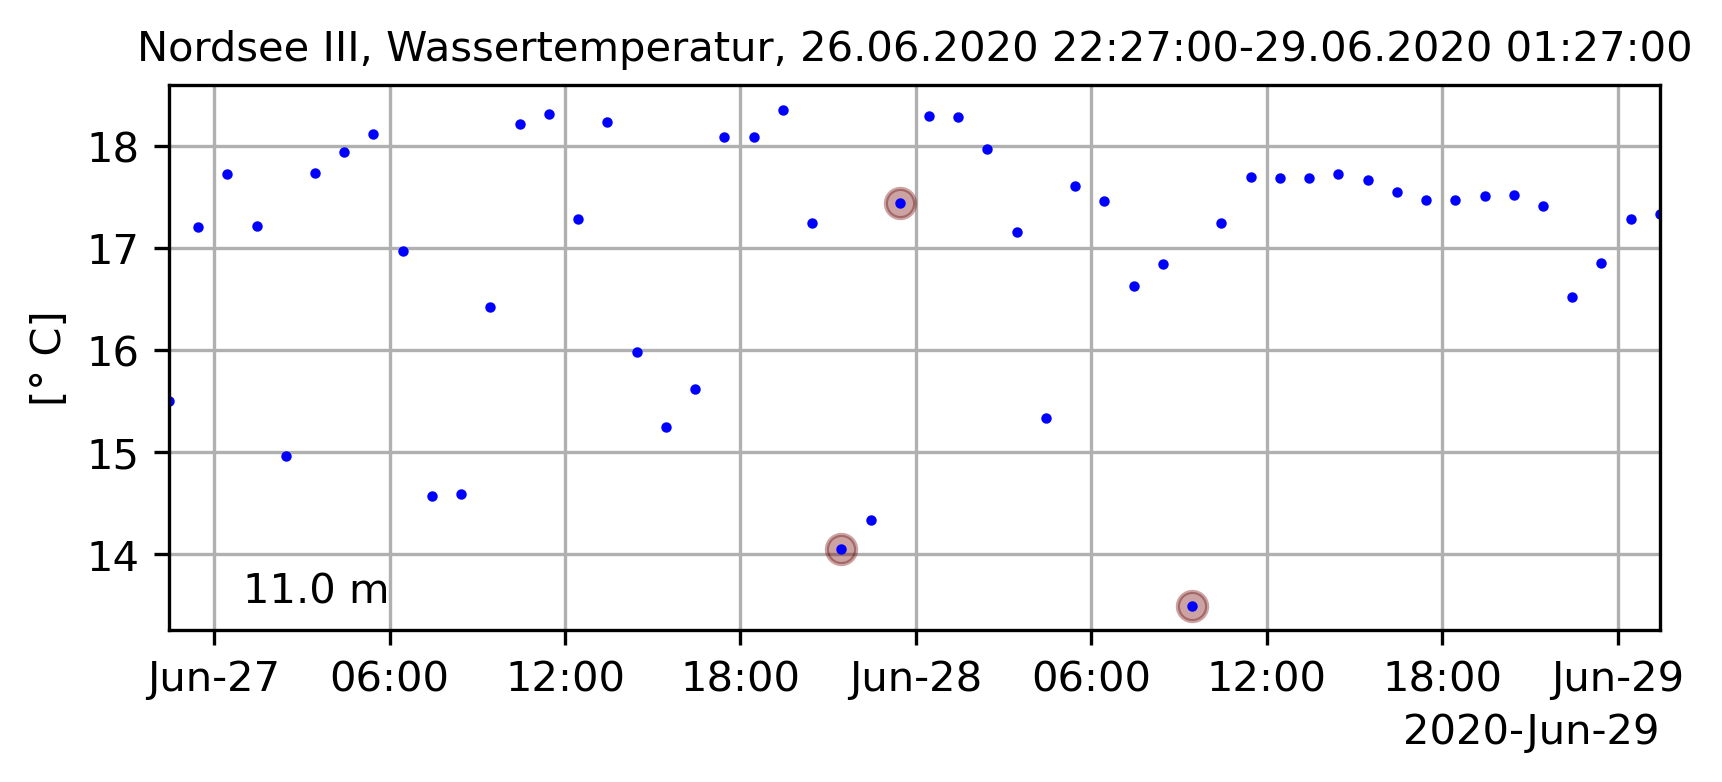 Nordsee III, Wassertemperatur, 26.06.2020 22:27:00-29.06.2020 01:27:00
[° C]
18
17
16
15
14
11.0 m
Jun-27 06:00 12:00 18:00 Jun-28 06:00 12:00 18:00 Jun-29
2020-Jun-29